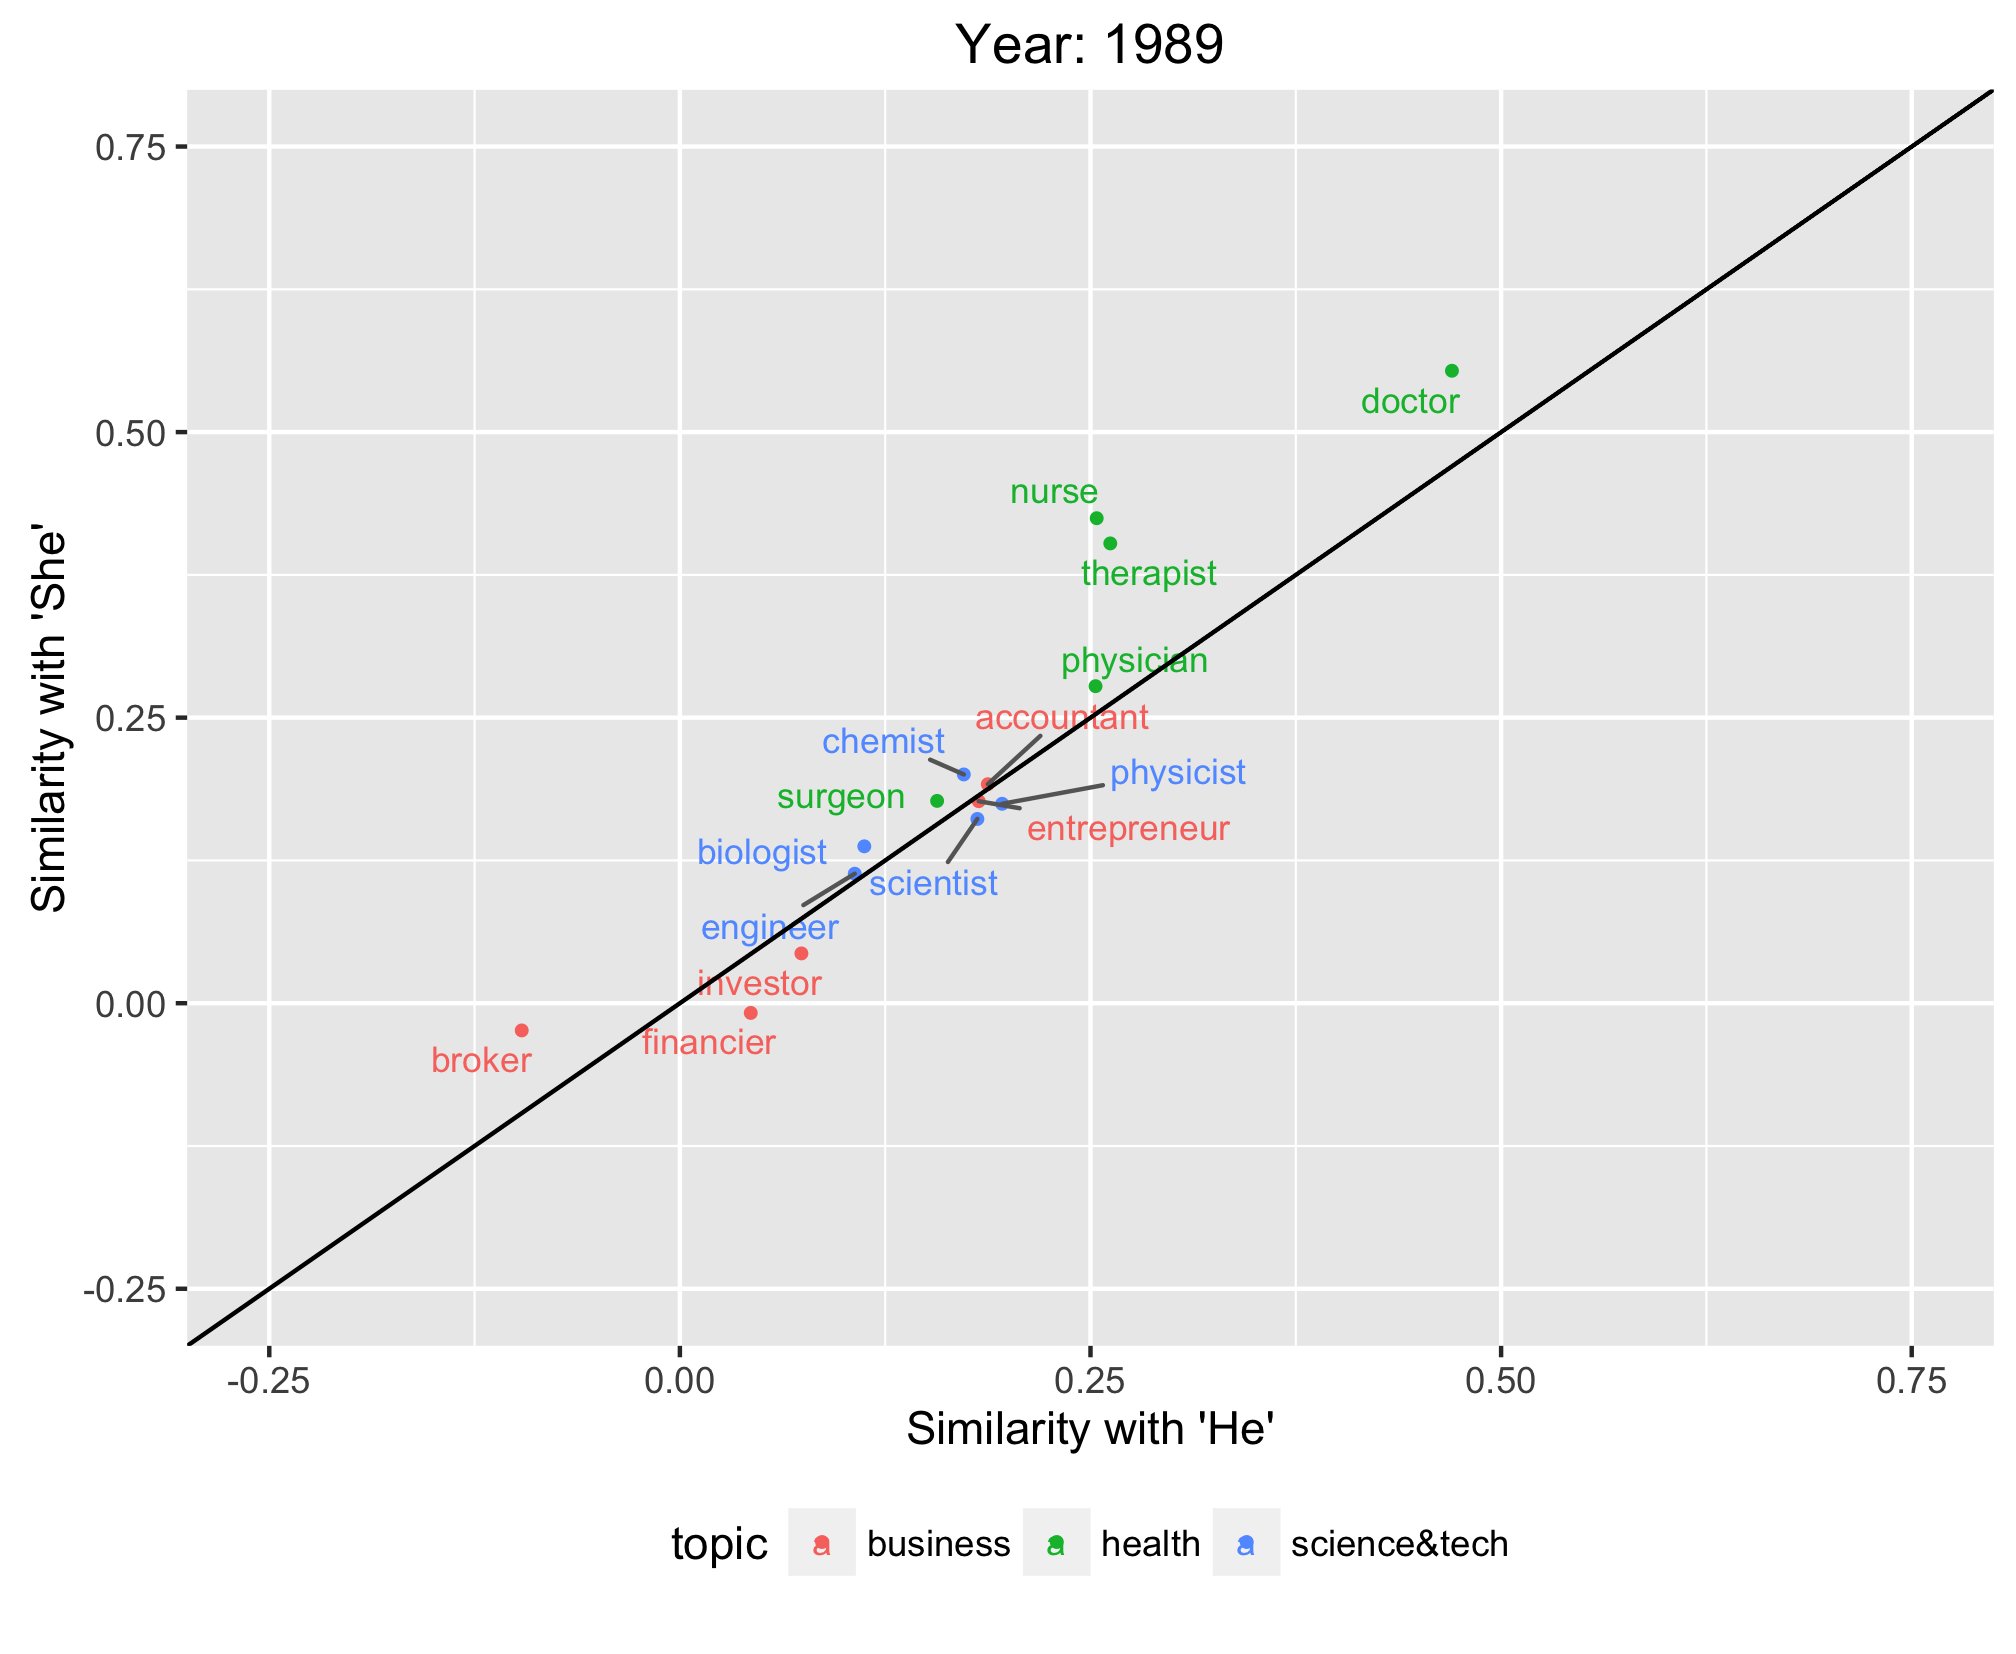 Year: 1989
0.75
0.50
0.25
0.00
-0.25
Similarity with 'She'
doctor
nurse
therapist
physician
accountant
chemist
physicist
surgeon
entrepreneur
biologist
scientist
engineer
investor
financier
broker
-0.25 0.00 0.25 0.50 0.75
Similarity with 'He'
topic a business a health a science&tech